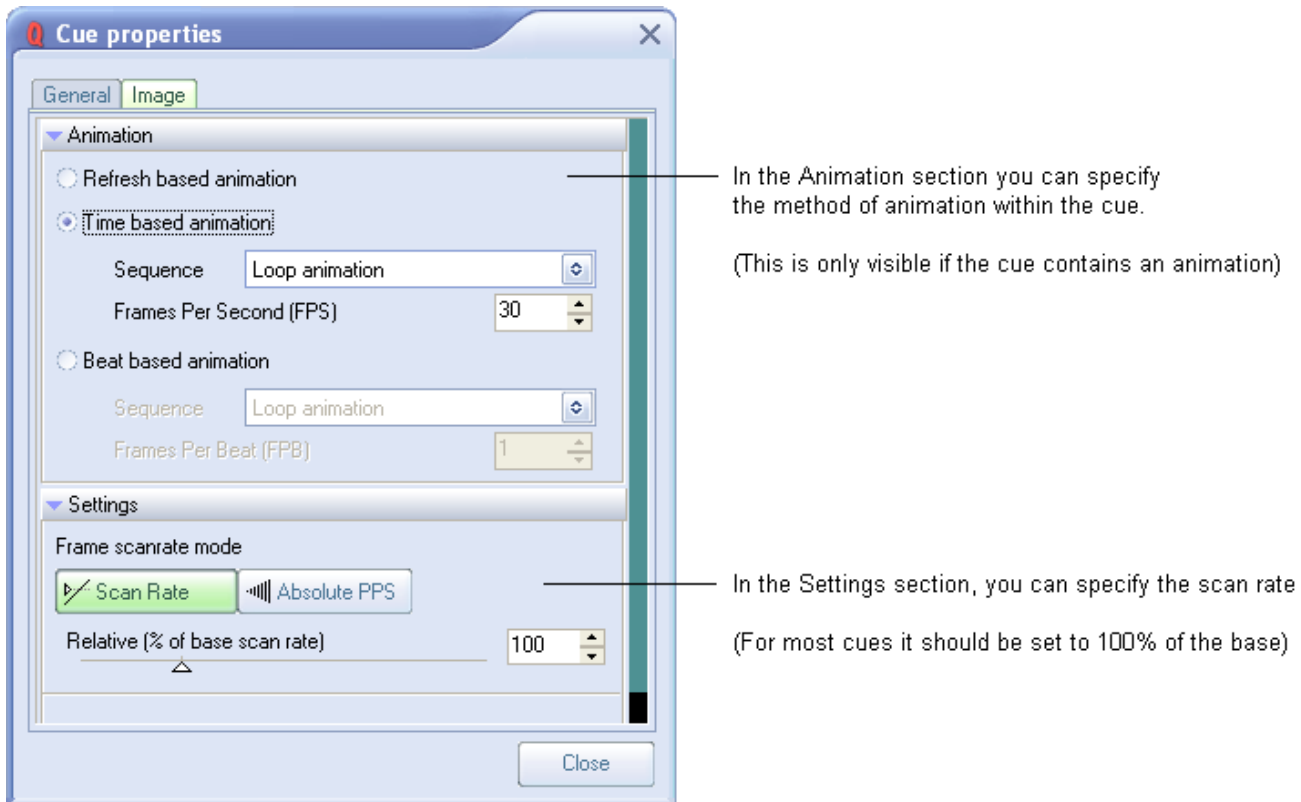 Cue properties
General Image
Animation
Refresh based animation
Time based animation
Sequence Loop animation
Frames Per Second (FPS) 30
Beat based animation
Sequence Loop animation
Frames Per Beat (FPB) 1
In the Animation section you can specify
the method of animation within the cue.
(This is only visible if the cue contains an animation)
Settings
Frame scanrate mode
Scan Rate Absolute PPS
Relative (% of base scan rate) 100
In the Settings section, you can specify the scan rate
(For most cues it should be set to 100% of the base)
Close